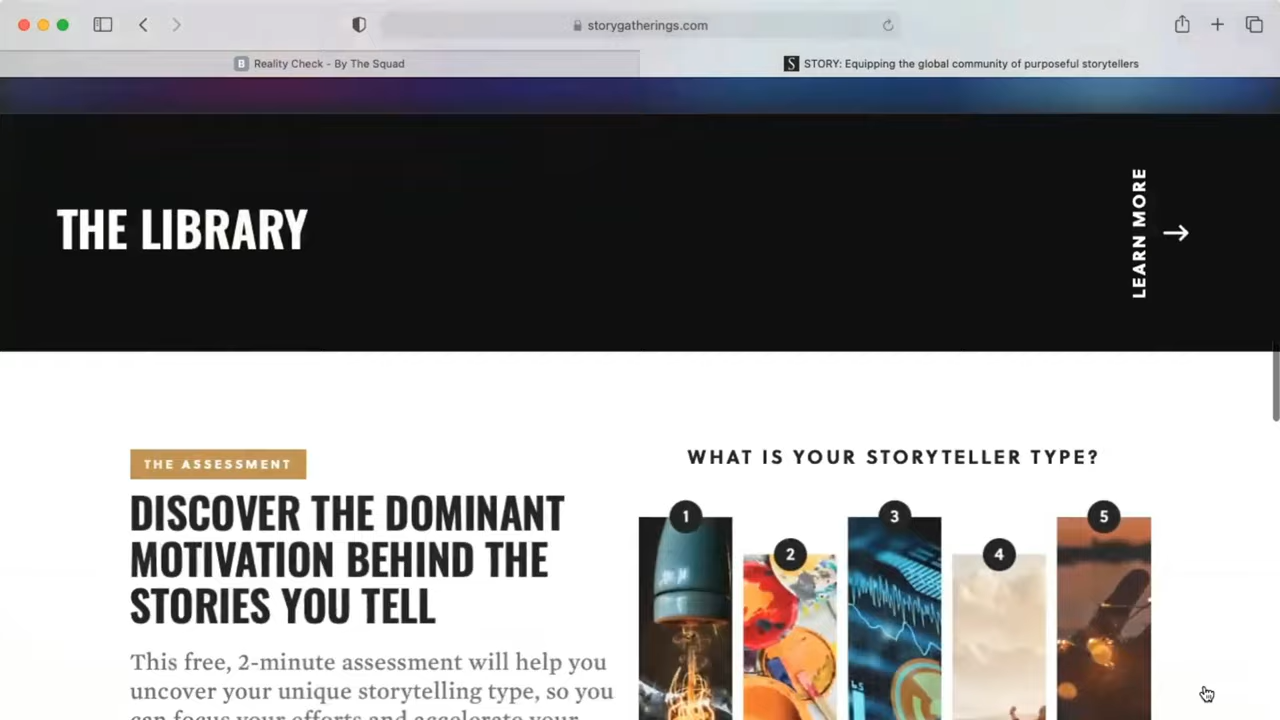 storygatherings.com
B Reality Check - By The Squad
S STORY: Equipping the global community of purposeful storytellers
THE LIBRARY
LEARN MORE
THE ASSESSMENT
DISCOVER THE DOMINANT
MOTIVATION BEHIND THE
STORIES YOU TELL
This free, 2-minute assessment will help you
uncover your unique storytelling type, so you
can focus your efforts and accelerate your
WHAT IS YOUR STORYTELLER TYPE?
1
2
3
4
5